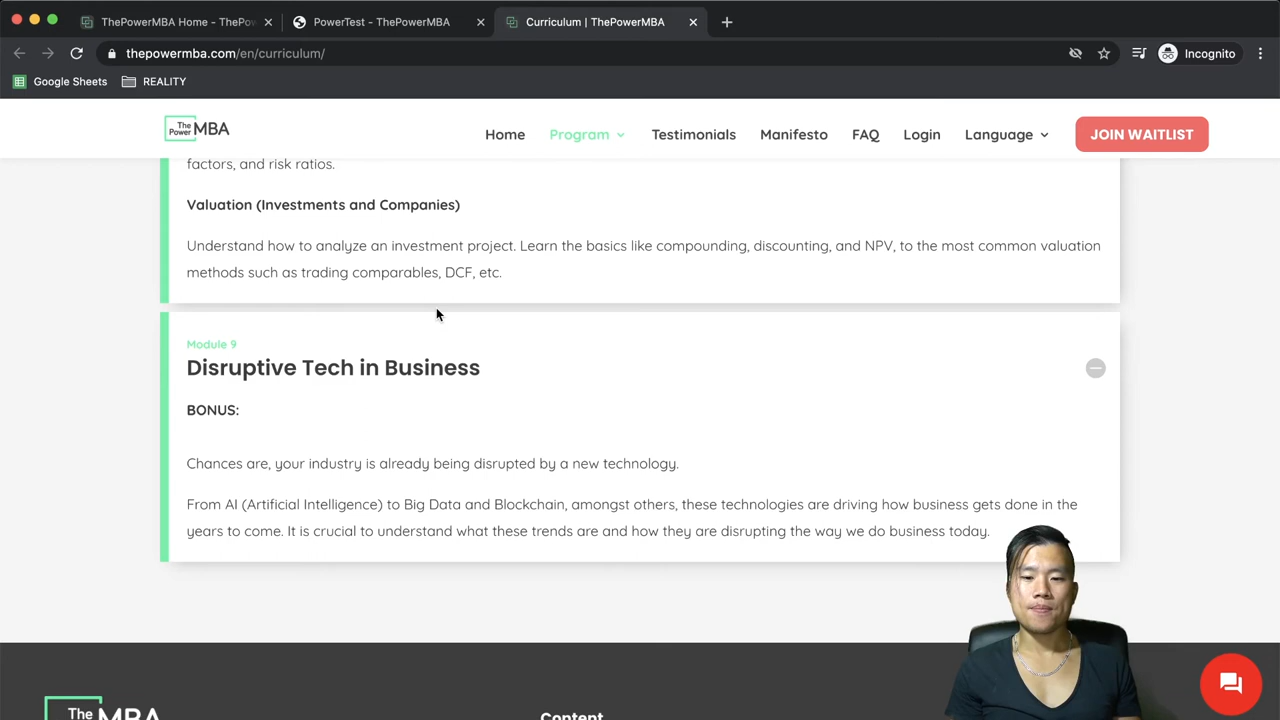 ThePowerMBA Home - ThePow
PowerTest - ThePowerMBA
Curriculum | ThePowerMBA
thepowermba.com/en/curriculum/
Incognito
Google Sheets
REALITY
The Power MBA
Home
Program
Testimonials
Manifesto
FAQ
Login
Language
JOIN WAITLIST
factors, and risk ratios.
Valuation (Investments and Companies)
Understand how to analyze an investment project. Learn the basics like compounding, discounting, and NPV, to the most common valuation
methods such as trading comparables, DCF, etc.
Module 9
Disruptive Tech in Business
BONUS:
Chances are, your industry is already being disrupted by a new technology.
From AI (Artificial Intelligence) to Big Data and Blockchain, amongst others, these technologies are driving how business gets done in the
years to come. It is crucial to understand what these trends are and how they are disrupting the way we do business today.
The MBA
Content